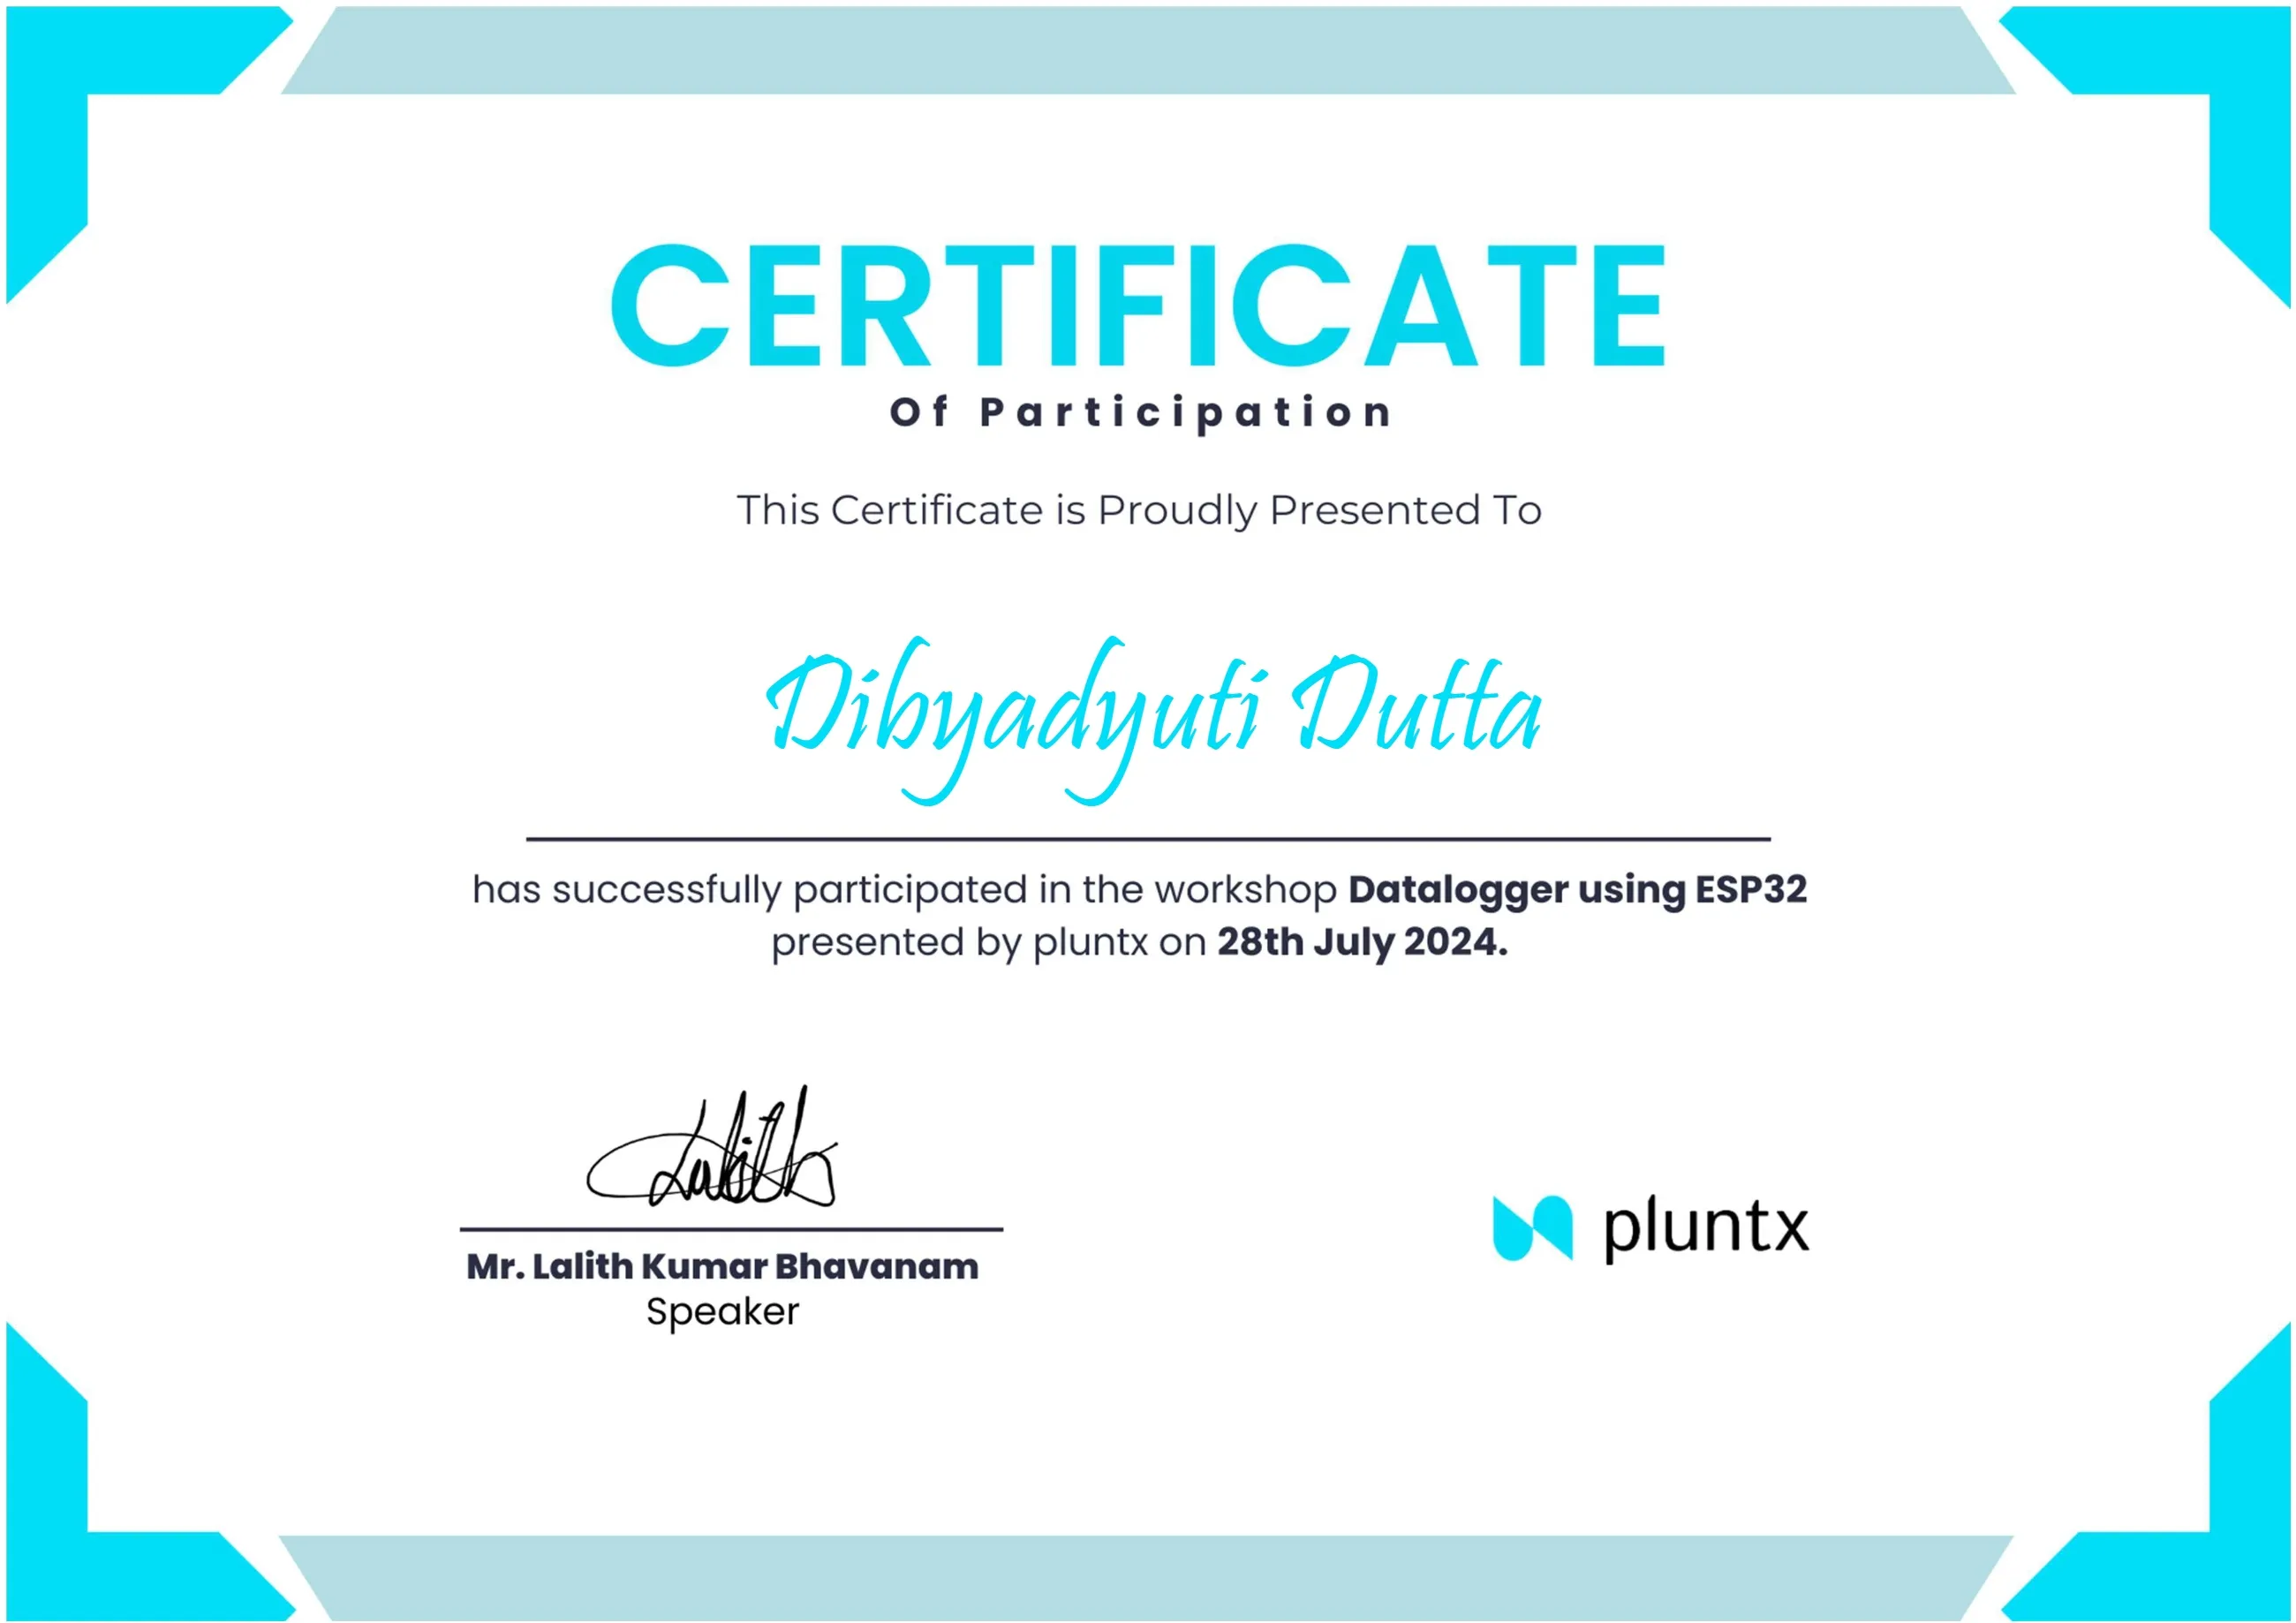 CERTIFICATE
Of Participation
This Certificate is Proudly Presented To
Dibyadyuti Dutta
has successfully participated in the workshop Datalogger using ESP32
presented by pluntx on 28th July 2024.
Lalith
Mr. Lalith Kumar Bhavanam
Speaker
pluntx